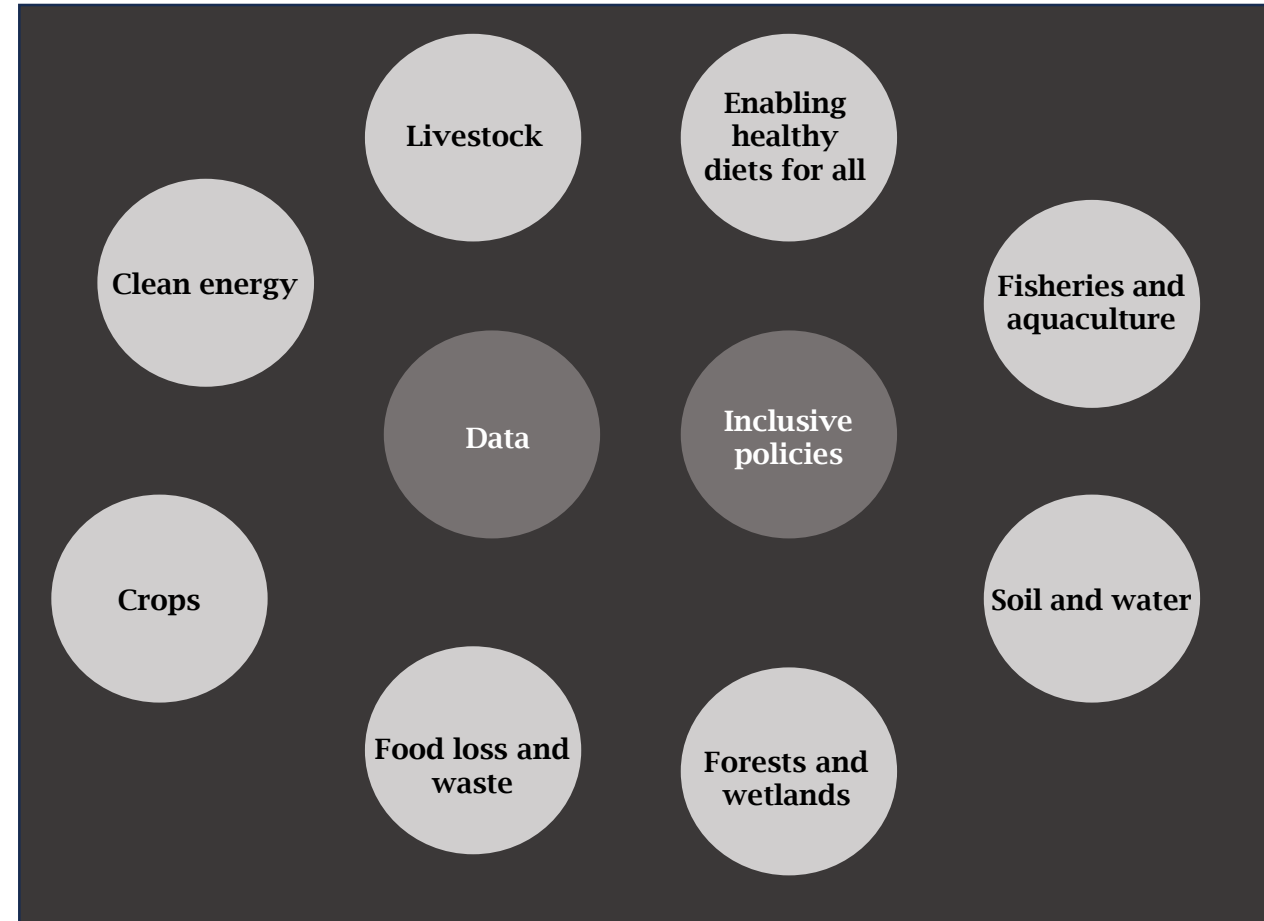 Livestock
Enabling
healthy
diets for all
Clean energy
Fisheries and
aquaculture
Data
Inclusive
policies
Crops
Soil and water
Food loss and
waste
Forests and
wetlands